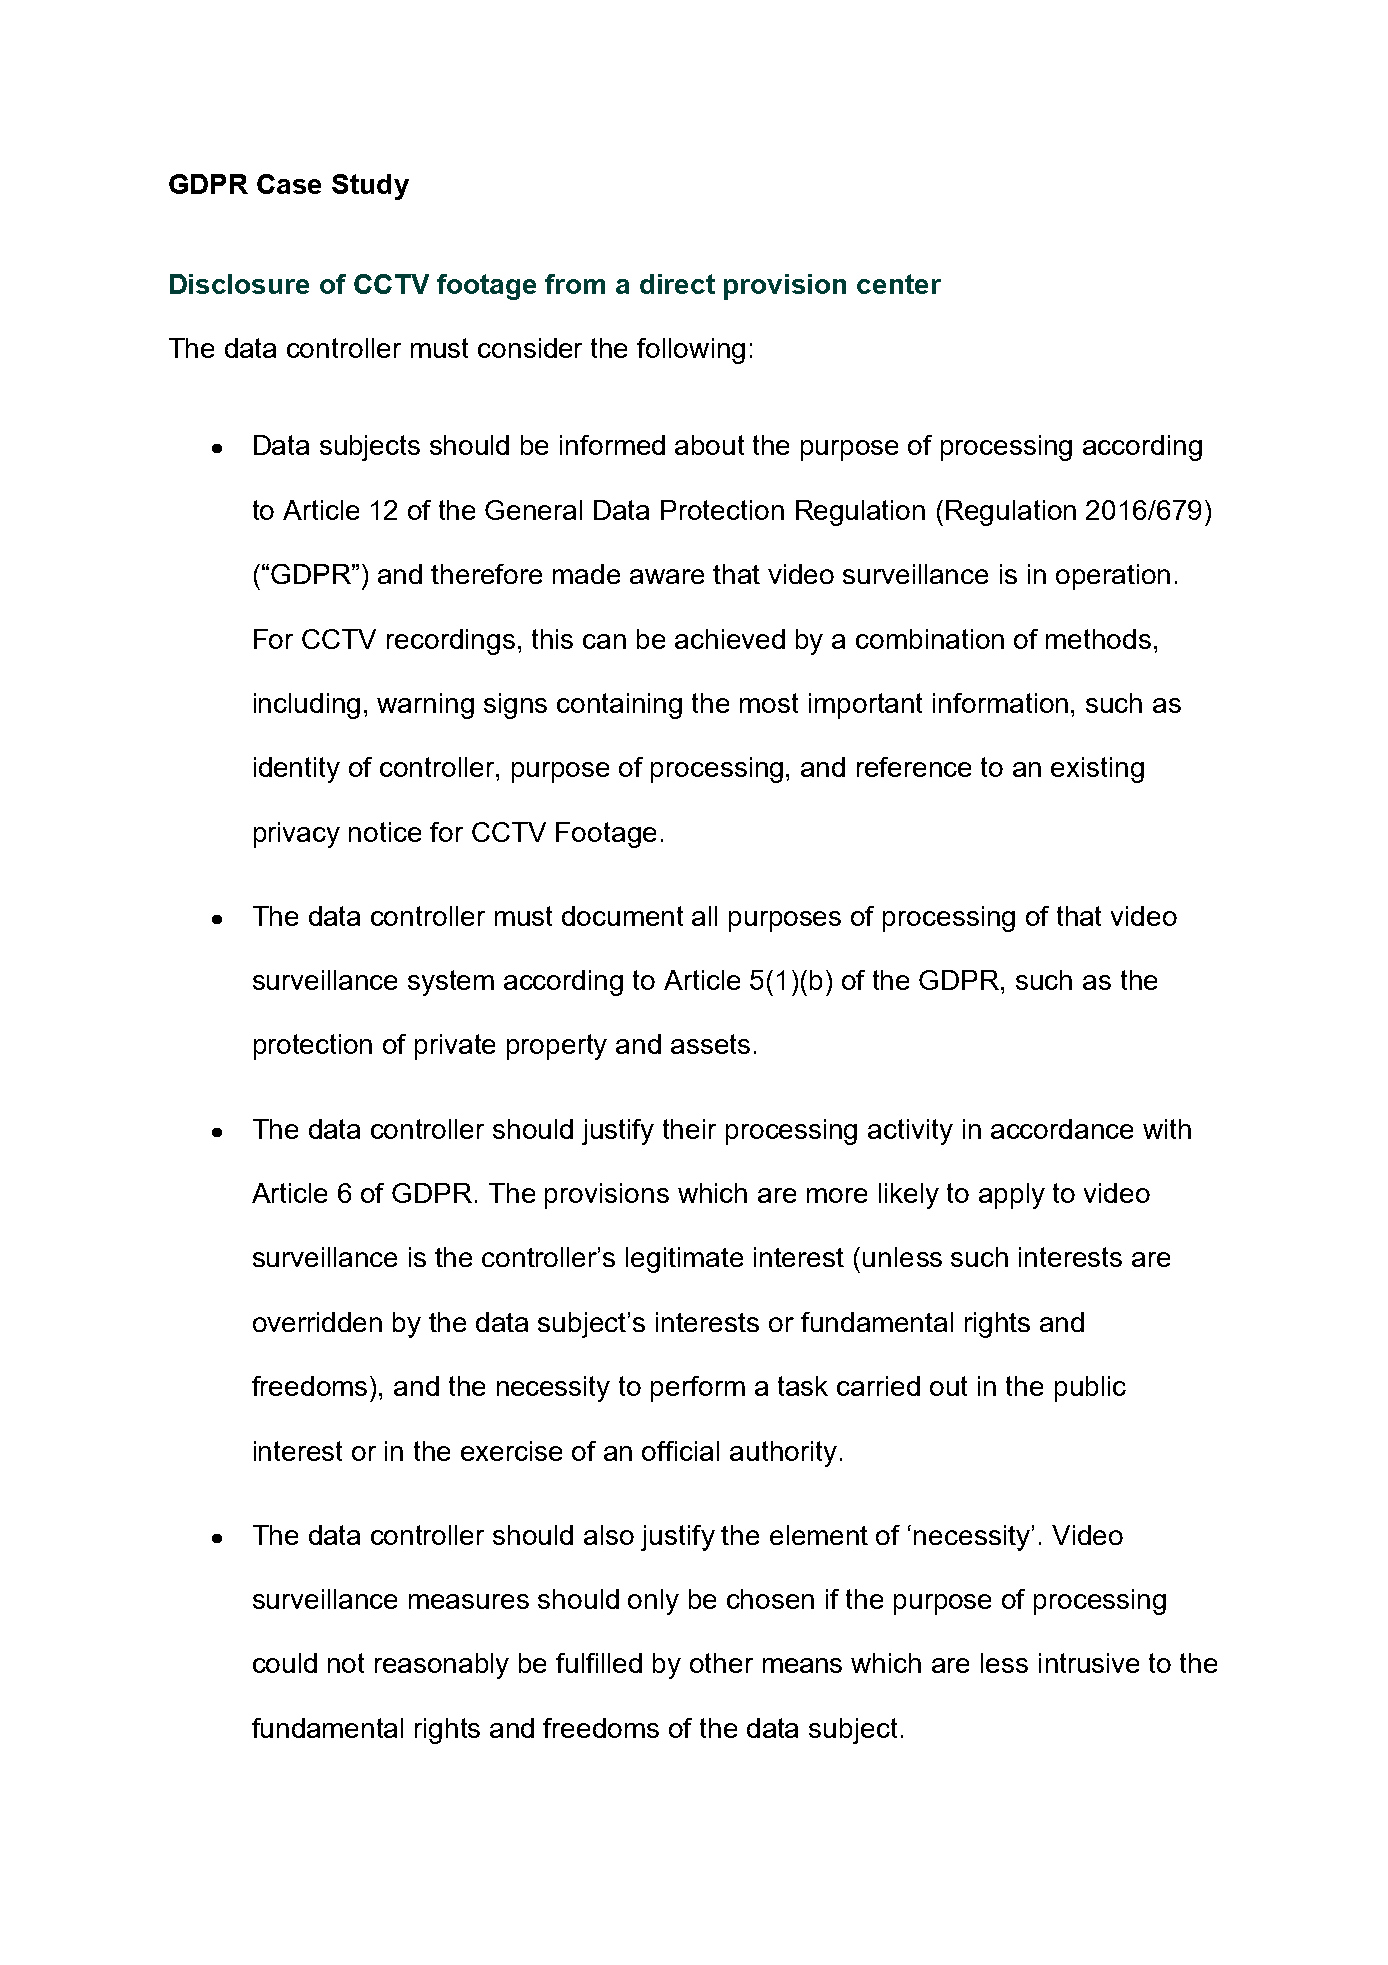 GDPR Case Study
Disclosure of CCTV footage from a direct provision center
The data controller must consider the following:
● Data subjects should be informed about the purpose of processing according
to Article 12 of the General Data Protection Regulation (Regulation 2016/679)
(“GDPR”) and therefore made aware that video surveillance is in operation.
For CCTV recordings, this can be achieved by a combination of methods,
including, warning signs containing the most important information, such as
identity of controller, purpose of processing, and reference to an existing
privacy notice for CCTV Footage.
● The data controller must document all purposes of processing of that video
surveillance system according to Article 5(1)(b) of the GDPR, such as the
protection of private property and assets.
● The data controller should justify their processing activity in accordance with
Article 6 of GDPR. The provisions which are more likely to apply to video
surveillance is the controller’s legitimate interest (unless such interests are
overridden by the data subject’s interests or fundamental rights and
freedoms), and the necessity to perform a task carried out in the public
interest or in the exercise of an official authority.
● The data controller should also justify the element of ‘necessity’. Video
surveillance measures should only be chosen if the purpose of processing
could not reasonably be fulfilled by other means which are less intrusive to the
fundamental rights and freedoms of the data subject.